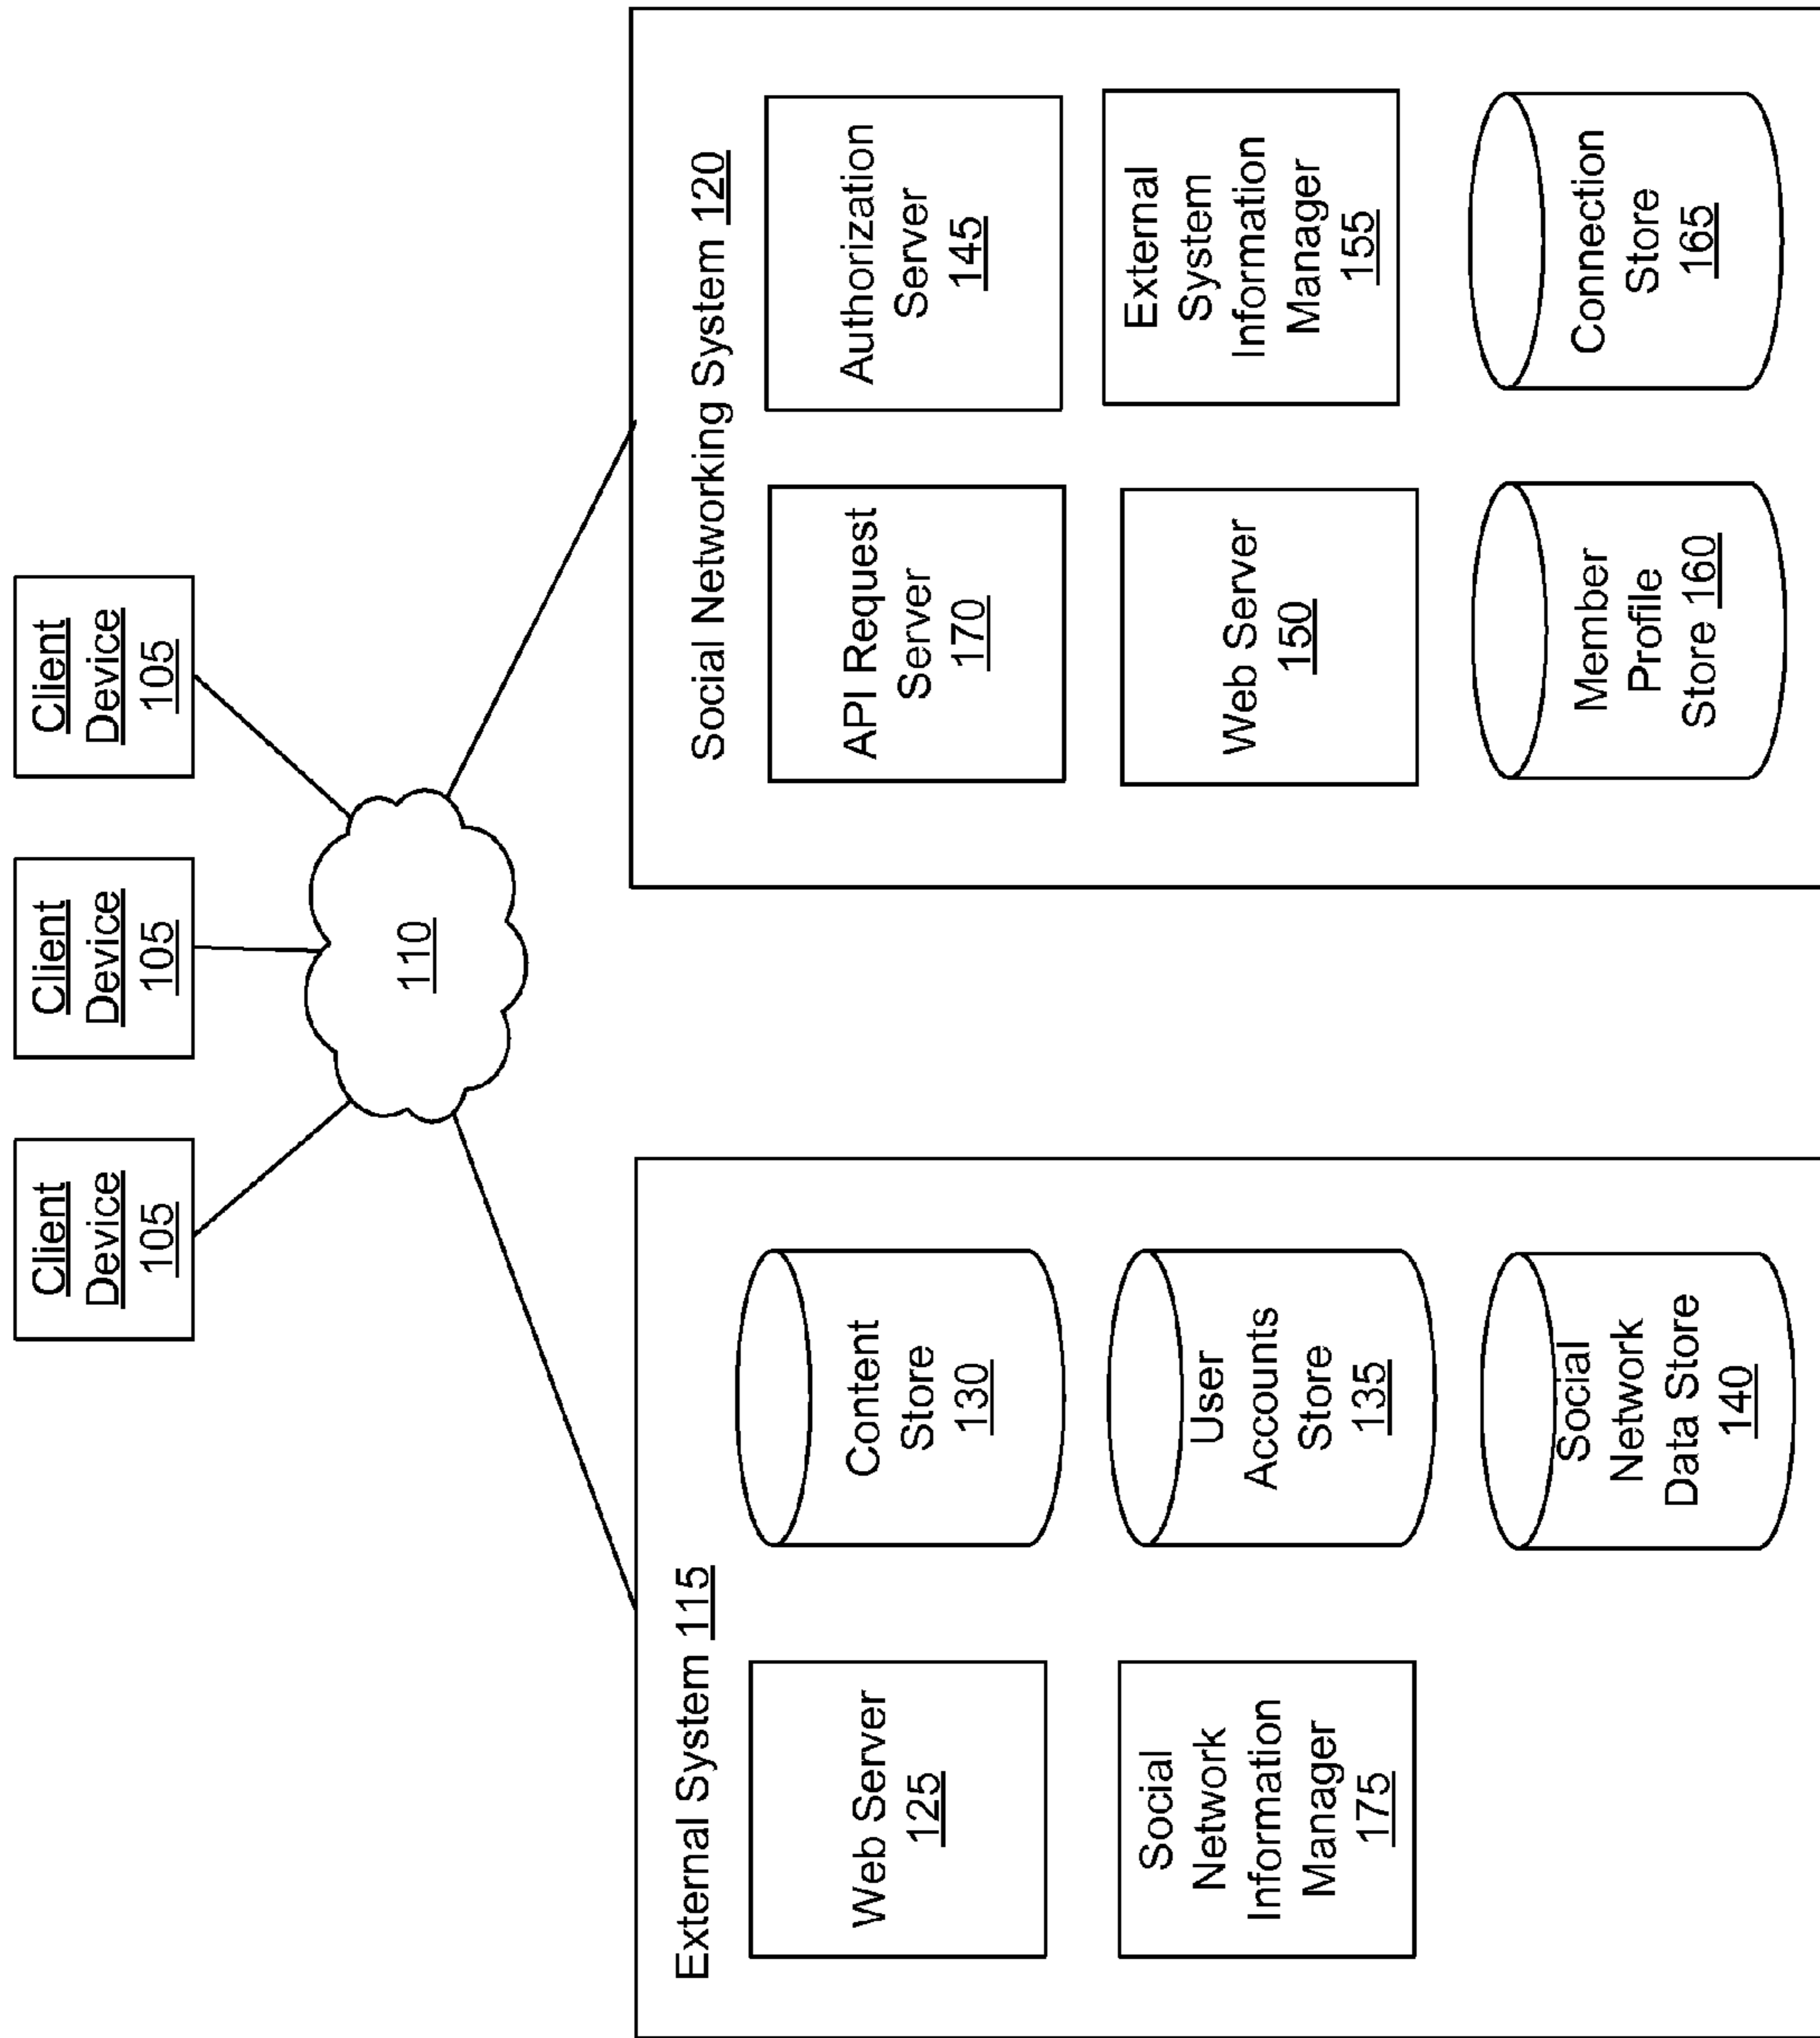 Client
Device
105
Client
Device
105
Client
Device
105
110
External System 115
Web Server
125
Content
Store
130
Social
Network
Information
Manager
175
User
Accounts
Store
135
Social
Network
Data Store
140
Social Networking System 120
API Request
Server
170
Authorization
Server
145
Web Server
150
External
System
Information
Manager
155
Member
Profile
Store 160
Connection
Store
165